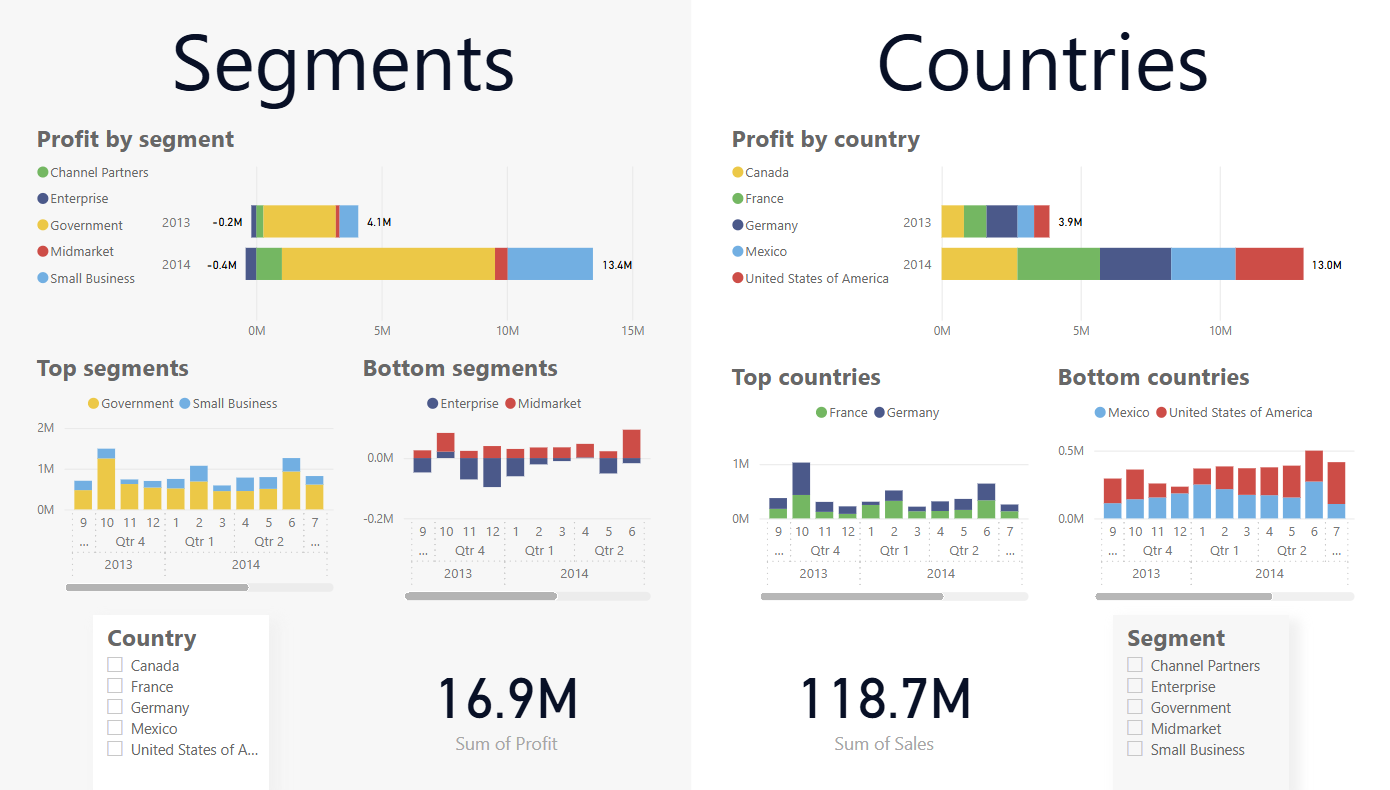 Segments
Profit by segment
Channel Partners
Enterprise
Government
Midmarket
Small Business
2013
-0.2M
4.1M
2014
-0.4M
13.4M
0M 5M 10M 15M
Top segments
Government Small Business
2M
1M
0M
9 10 11 12 1 2 3 4 5 6 7
... Qtr 4 Qtr 1 Qtr 2 ...
2013 2014
Bottom segments
Enterprise Midmarket
0.0M
-0.2M
9 10 11 12 1 2 3 4 5 6
... Qtr 4 Qtr 1 Qtr 2
2013 2014
Country
Canada
France
Germany
Mexico
United States of A...
16.9M
Sum of Profit
Countries
Profit by country
Canada
France
Germany
Mexico
United States of America
2013
3.9M
2014
13.0M
0M 5M 10M
Top countries
France Germany
1M
0M
9 10 11 12 1 2 3 4 5 6 7
... Qtr 4 Qtr 1 Qtr 2 ...
2013 2014
Bottom countries
Mexico United States of America
0.5M
0.0M
9 10 11 12 1 2 3 4 5 6 7
... Qtr 4 Qtr 1 Qtr 2 ...
2013 2014
118.7M
Sum of Sales
Segment
Channel Partners
Enterprise
Government
Midmarket
Small Business